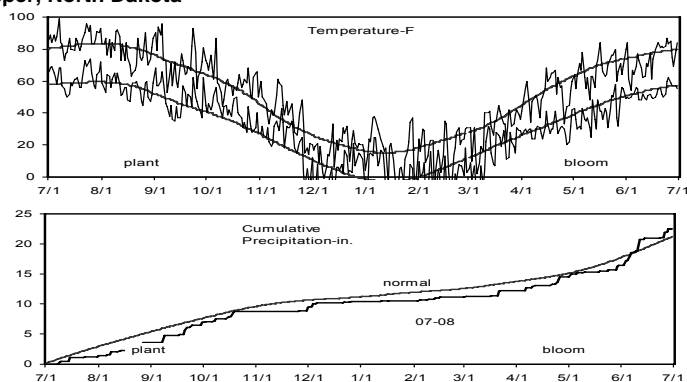 North Dakota
Temperature-F
100
80
60
40
20
0
plant
bloom
7/1 8/1 9/1 10/1 11/1 12/1 1/1 2/1 3/1 4/1 5/1 6/1 7/1
Cumulative
Precipitation-in.
25
20
15
10
5
0
normal
07-08
plant
bloom
7/1 8/1 9/1 10/1 11/1 12/1 1/1 2/1 3/1 4/1 5/1 6/1 7/1